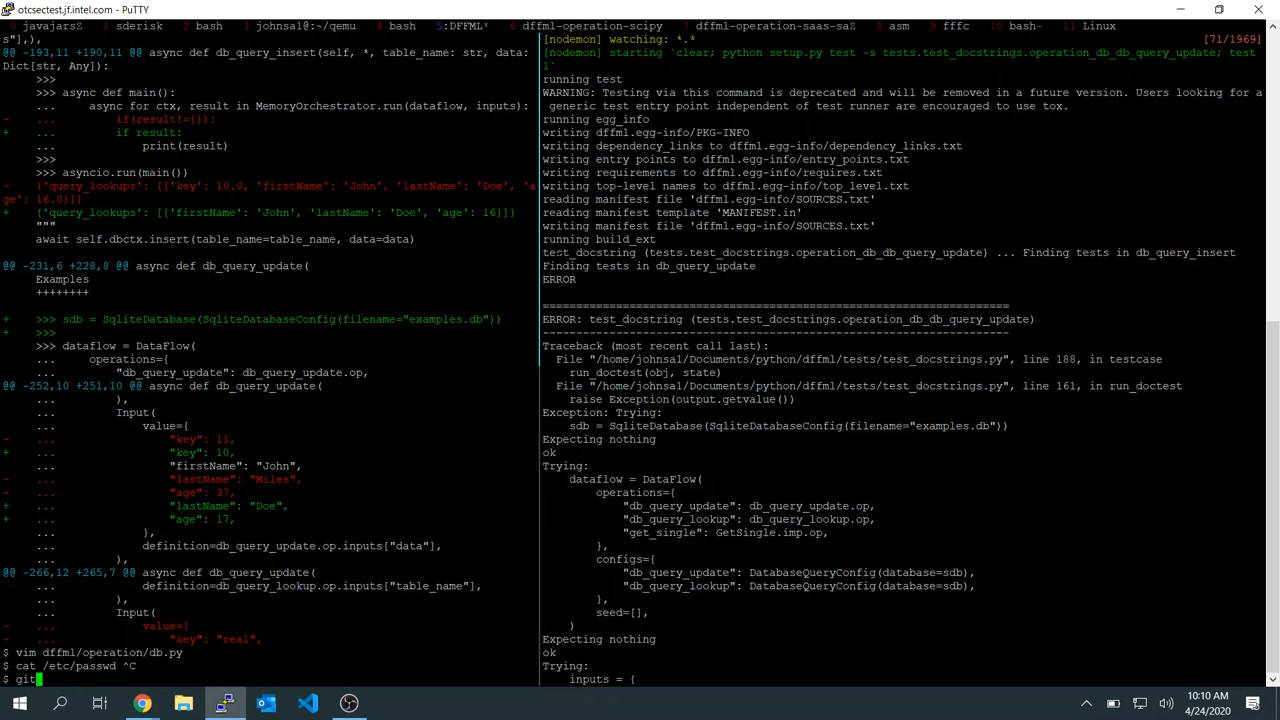 otcsectest.jf.intel.com - PuTTY
0 javajarsZ 1 sderisk 2 bash 3 johnsa1@:~/qemu 4 bash 5:DFFML* 6 dffml-operation-scipy 7 dffml-operation-saas-saZ 8 asm 9 fffc 10 bash- 11 Linux
s"],),
@@ -193,11 +190,11 @@ async def db_query_insert(self, *, table_name: str, data:
Dict[str, Any]):
>>>
>>> async def main():
... async for ctx, result in MemoryOrchestrator.run(dataflow, inputs):
- ... if(result!={}):
+ ... if result:
... print(result)
>>>
>>> asyncio.run(main())
- {'query_lookups': [{'key': 10.0, 'firstName': 'John', 'lastName': 'Doe', 'a
ge': 16.0}]}
+ {'query_lookups': [{'firstName': 'John', 'lastName': 'Doe', 'age': 16}]}
"""
await self.dbctx.insert(table_name=table_name, data=data)
@@ -231,6 +228,8 @@ async def db_query_update(
Examples
++++++++
+ >>> sdb = SqliteDatabase(SqliteDatabaseConfig(filename="examples.db"))
+ >>>
>>> dataflow = DataFlow(
... operations={
... "db_query_update": db_query_update.op,
@@ -252,10 +251,10 @@ async def db_query_update(
... ),
... Input(
... value={
- ... "key": 11,
+ ... "key": 10,
... "firstName": "John",
- ... "lastName": "Miles",
- ... "age": 37,
+ ... "lastName": "Doe",
+ ... "age": 17,
... },
... definition=db_query_update.op.inputs["data"],
... ),
@@ -266,12 +265,7 @@ async def db_query_update(
... definition=db_query_lookup.op.inputs["table_name"],
... ),
... Input(
- ... value={
- ... "key": "real",
$ vim dffml/operation/db.py
$ cat /etc/passwd ^C
$ git
[nodemon] watching: *.* [71/1969]
[nodemon] starting `clear; python setup.py test -s tests.test_docstrings.operation_db_db_query_update; test
1`
running test
WARNING: Testing via this command is deprecated and will be removed in a future version. Users looking for a
generic test entry point independent of test runner are encouraged to use tox.
running egg_info
writing dffml.egg-info/PKG-INFO
writing dependency_links to dffml.egg-info/dependency_links.txt
writing entry points to dffml.egg-info/entry_points.txt
writing requirements to dffml.egg-info/requires.txt
writing top-level names to dffml.egg-info/top_level.txt
reading manifest file 'dffml.egg-info/SOURCES.txt'
reading manifest template 'MANIFEST.in'
writing manifest file 'dffml.egg-info/SOURCES.txt'
running build_ext
test_docstring (tests.test_docstrings.operation_db_db_query_update) ... Finding tests in db_query_insert
Finding tests in db_query_update
ERROR
======================================================================
ERROR: test_docstring (tests.test_docstrings.operation_db_db_query_update)
----------------------------------------------------------------------
Traceback (most recent call last):
File "/home/johnsa1/Documents/python/dffml/tests/test_docstrings.py", line 188, in testcase
run_doctest(obj, state)
File "/home/johnsa1/Documents/python/dffml/tests/test_docstrings.py", line 161, in run_doctest
raise Exception(output.getvalue())
Exception: Trying:
sdb = SqliteDatabase(SqliteDatabaseConfig(filename="examples.db"))
Expecting nothing
ok
Trying:
dataflow = DataFlow(
operations={
"db_query_update": db_query_update.op,
"db_query_lookup": db_query_lookup.op,
"get_single": GetSingle.imp.op,
},
configs={
"db_query_update": DatabaseQueryConfig(database=sdb),
"db_query_lookup": DatabaseQueryConfig(database=sdb),
},
seed=[],
)
Expecting nothing
ok
Trying:
inputs = {
10:10 AM
4/24/2020